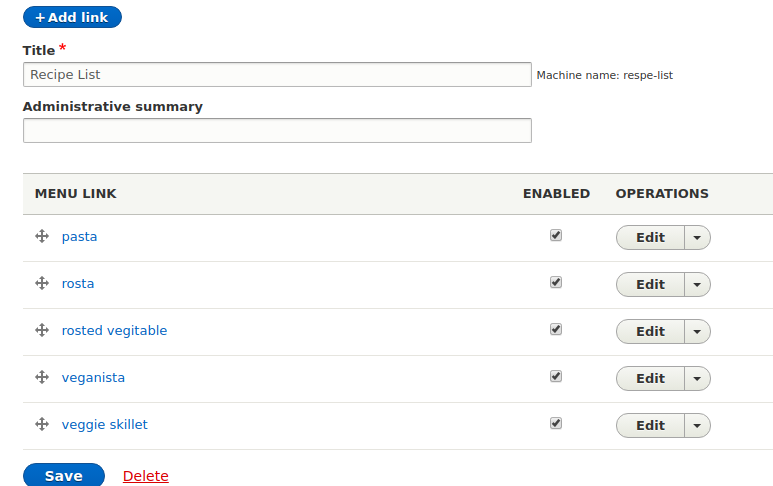 +Add link
Title *
Recipe List
Machine name: respe-list
Administrative summary
MENU LINK ENABLED OPERATIONS
pasta Edit
rosta Edit
rosted vegitable Edit
veganista Edit
veggie skillet Edit
Save Delete